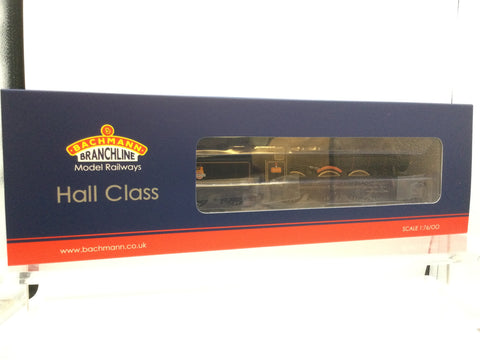 B
BACHMANN
BRANCHLINE
Model Railways
Hall Class
www.bachmann.co.uk
SCALE 1:76/OO